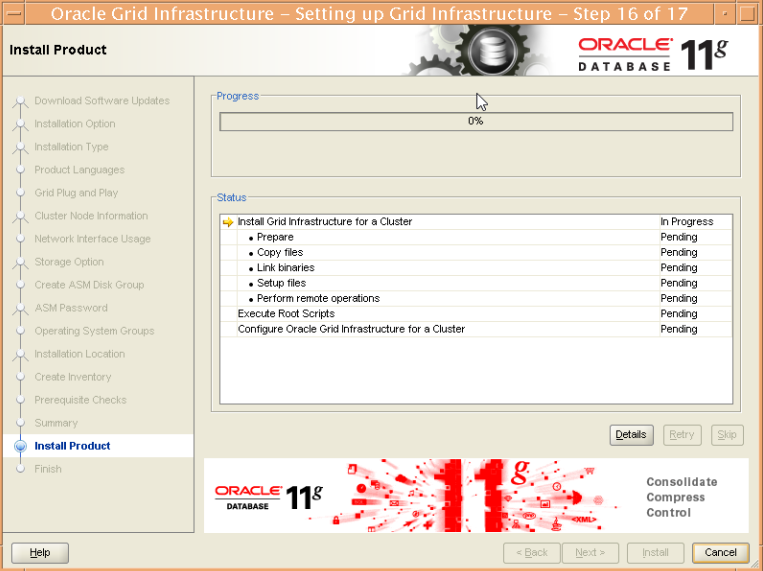 Oracle Grid Infrastructure – Setting up Grid Infrastructure – Step 16 of 17
Install Product
ORACLE
DATABASE
11g
Download Software Updates
Installation Option
Installation Type
Product Languages
Grid Plug and Play
Cluster Node Information
Network Interface Usage
Storage Option
Create ASM Disk Group
ASM Password
Operating System Groups
Installation Location
Create Inventory
Prerequisite Checks
Summary
Install Product
Finish
Progress
0%
Status
Install Grid Infrastructure for a Cluster In Progress
• Prepare Pending
• Copy files Pending
• Link binaries Pending
• Setup files Pending
• Perform remote operations Pending
Execute Root Scripts Pending
Configure Oracle Grid Infrastructure for a Cluster Pending
Details Retry Skip
ORACLE
DATABASE
11g
11g
<XML>
Consolidate
Compress
Control
Help < Back Next > Install Cancel